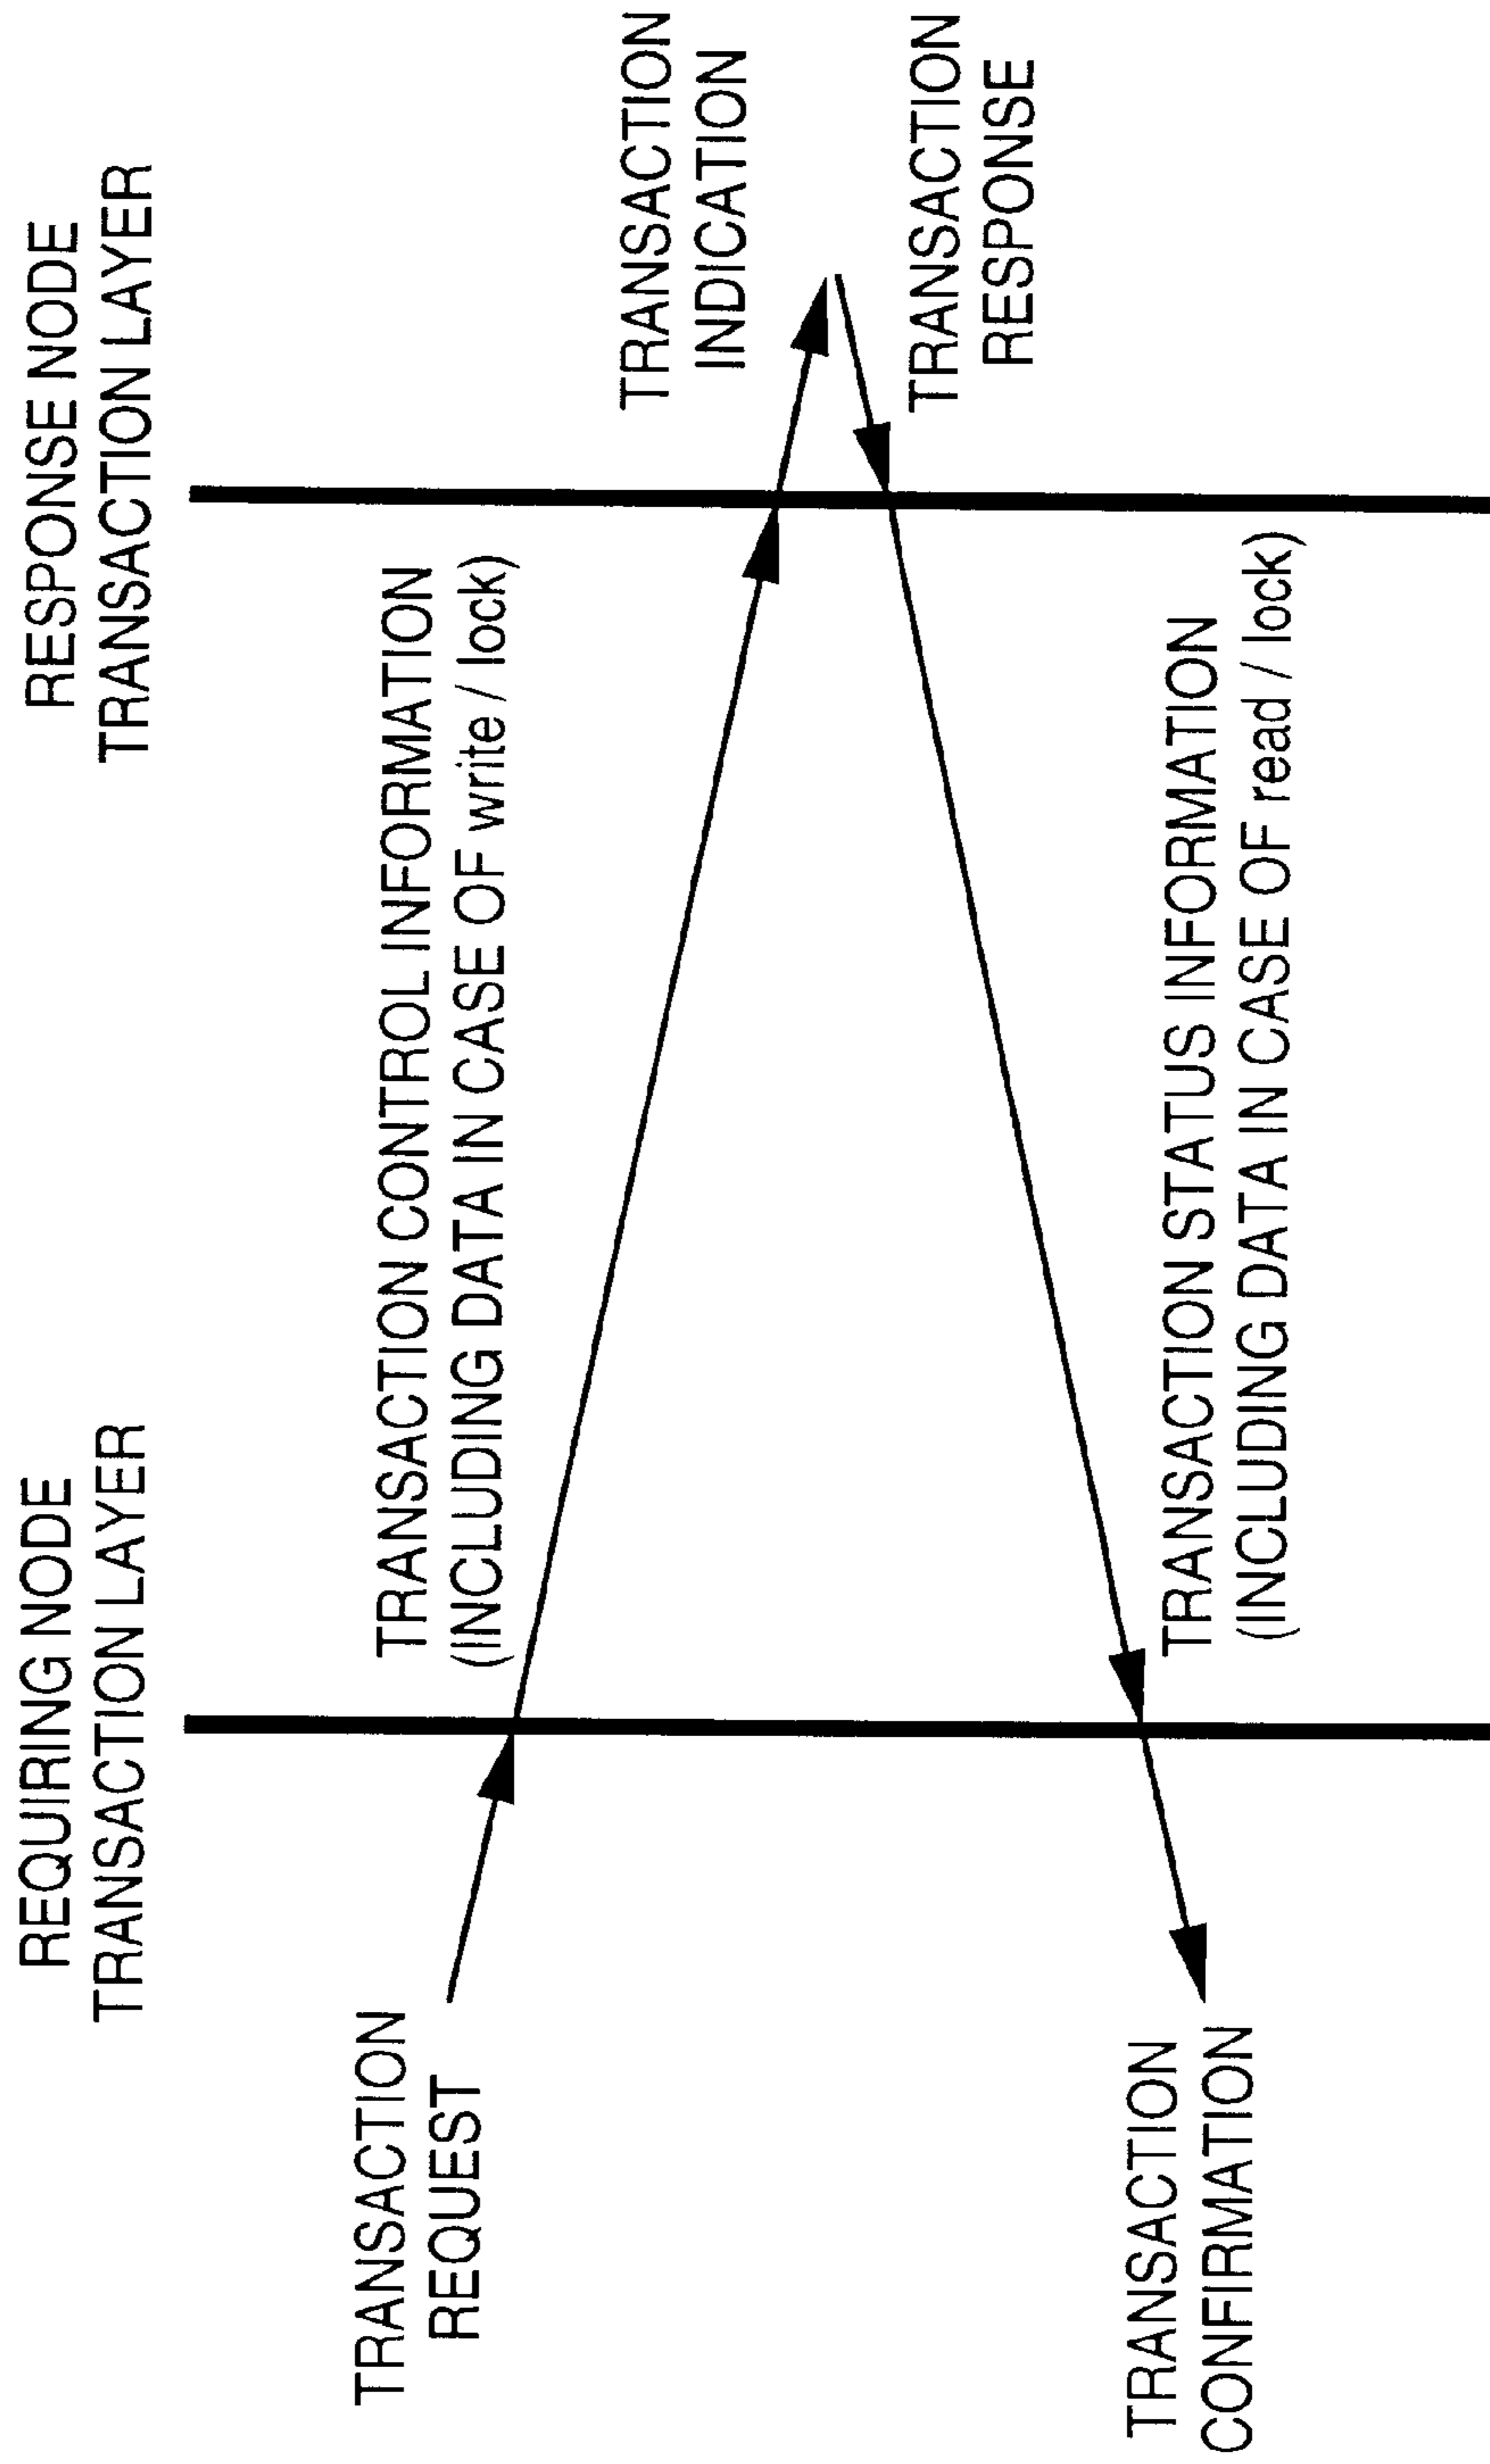 REQUIRING NODE
TRANSACTION LAYER
RESPONSE NODE
TRANSACTION LAYER
TRANSACTION
REQUEST
TRANSACTION CONTROL INFORMATION
(INCLUDING DATA IN CASE OF write / lock)
TRANSACTION
INDICATION
TRANSACTION
RESPONSE
TRANSACTION STATUS INFORMATION
(INCLUDING DATA IN CASE OF read / lock)
TRANSACTION
CONFIRMATION